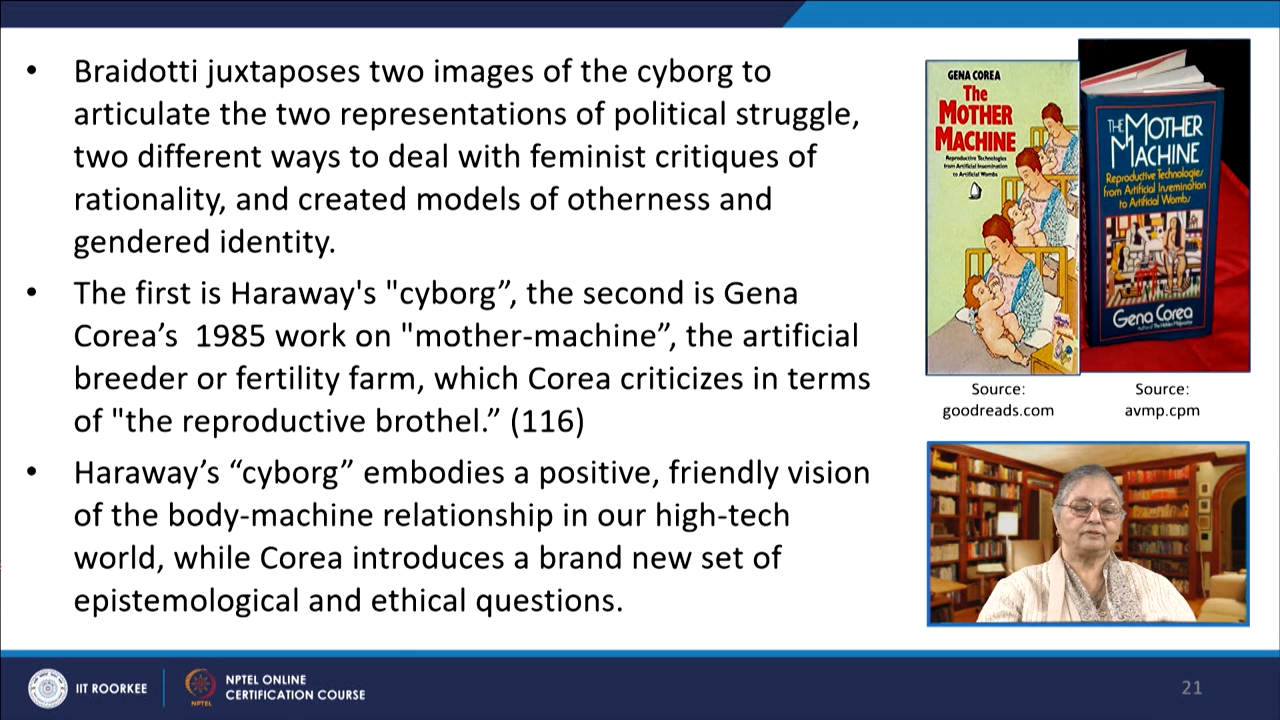 • Braidotti juxtaposes two images of the cyborg to
articulate the two representations of political struggle,
two different ways to deal with feminist critiques of
rationality, and created models of otherness and
gendered identity.
• The first is Haraway's "cyborg”, the second is Gena
Corea’s 1985 work on "mother-machine”, the artificial
breeder or fertility farm, which Corea criticizes in terms
of "the reproductive brothel.” (116)
• Haraway’s “cyborg” embodies a positive, friendly vision
of the body-machine relationship in our high-tech
world, while Corea introduces a brand new set of
epistemological and ethical questions.
GENA COREA
The
MOTHER
MACHINE
Reproductive Technologies
from Artificial Insemination
to Artificial Wombs
THE MOTHER
MACHINE
Reproductive Technologies
from Artificial Insemination
to Artificial Wombs
Gena Corea
Author of The Hidden Malpractice
Source:
goodreads.com
Source:
avmp.cpm
IIT ROORKEE
NPTEL
NPTEL ONLINE
CERTIFICATION COURSE
21